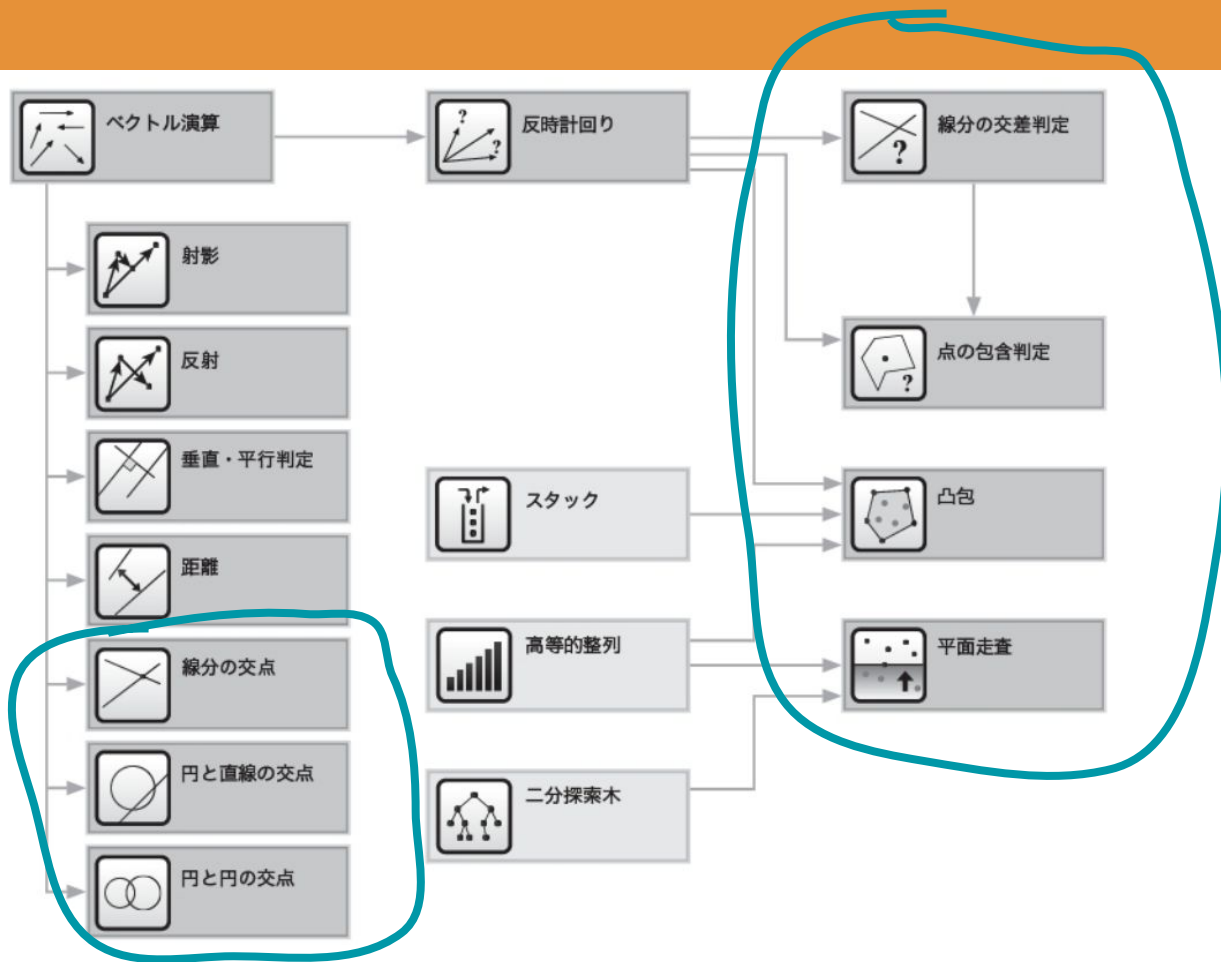 ベクトル演算
反時計回り
線分の交差判定
射影
反射
点の包含判定
垂直・平行判定
スタック
凸包
距離
高等的整列
平面走査
線分の交点
円と直線の交点
二分探索木
円と円の交点
?
?
?
?